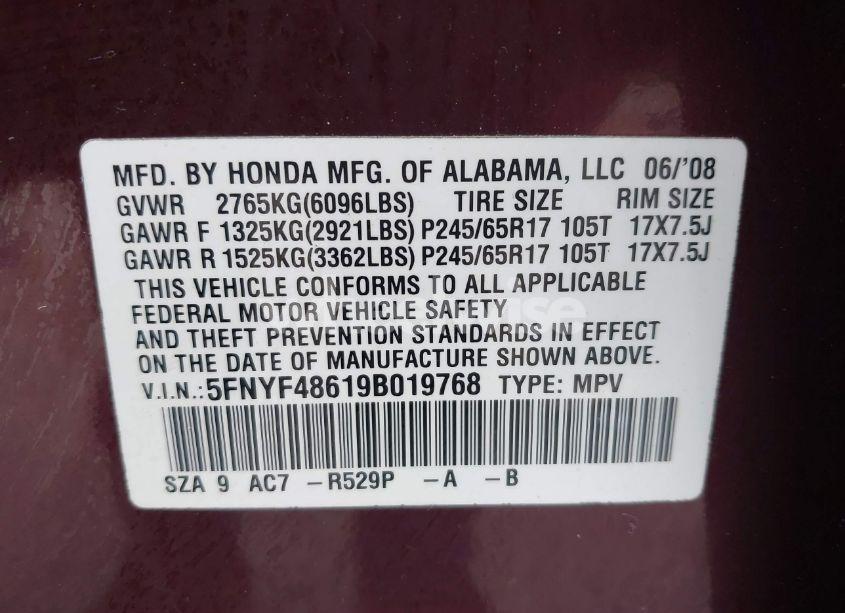 MFD. BY HONDA MFG. OF ALABAMA, LLC 06/'08
GVWR 2765KG(6096LBS) TIRE SIZE RIM SIZE
GAWR F 1325KG(2921LBS) P245/65R17 105T 17X7.5J
GAWR R 1525KG(3362LBS) P245/65R17 105T 17X7.5J
THIS VEHICLE CONFORMS TO ALL APPLICABLE
FEDERAL MOTOR VEHICLE SAFETY
AND THEFT PREVENTION STANDARDS IN EFFECT
ON THE DATE OF MANUFACTURE SHOWN ABOVE.
V.I.N.: 5FNYF48619B019768 TYPE: MPV
SZA 9 AC7 -R529P -A -B